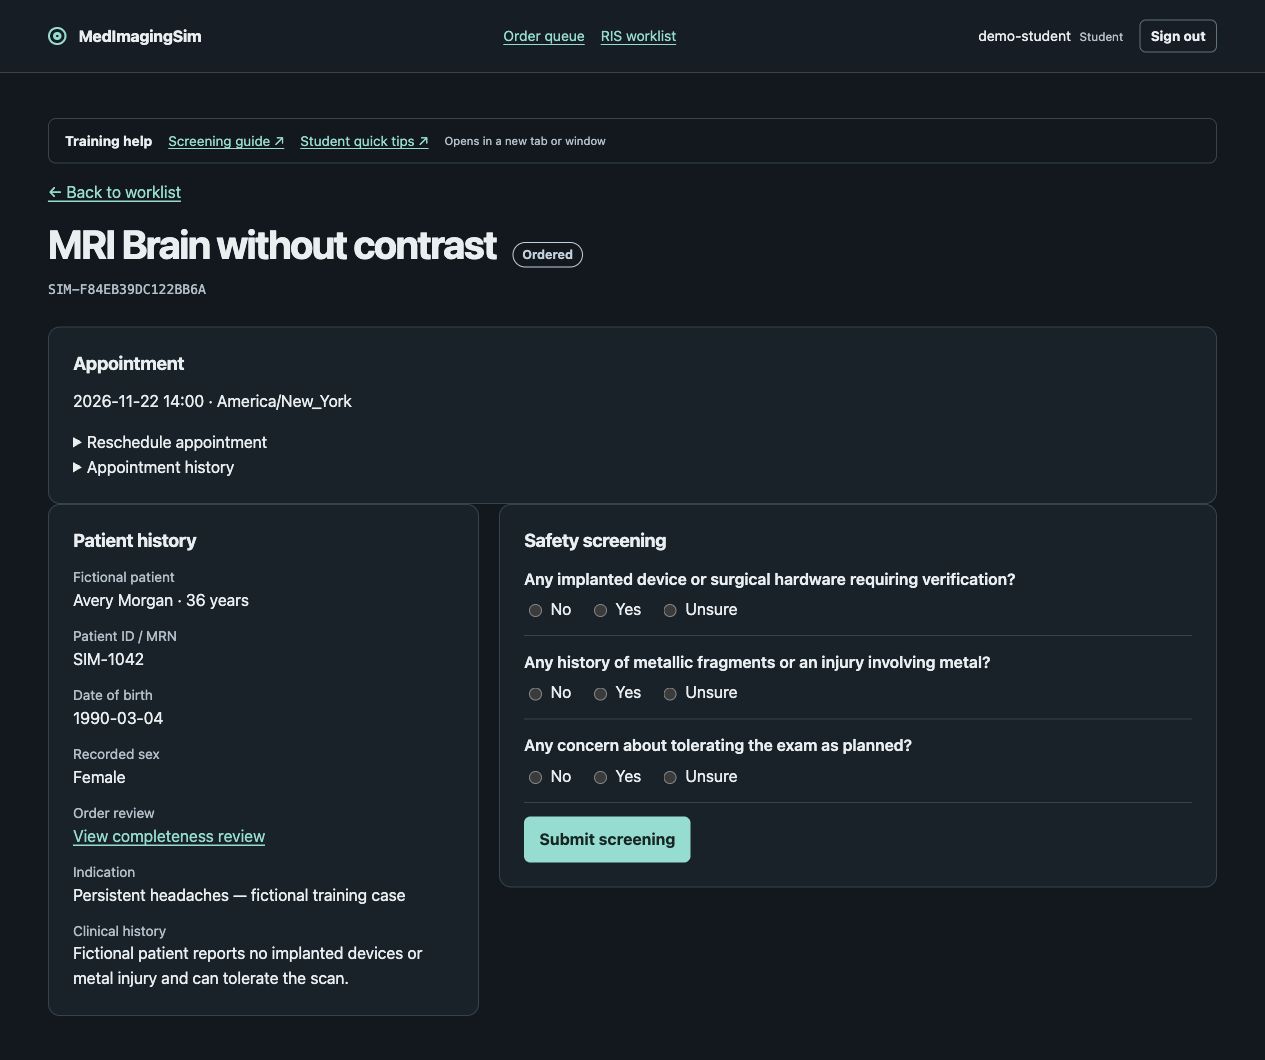 MedImagingSim
Order queue RIS worklist
demo-student Student Sign out
Training help Screening guide ↗ Student quick tips ↗ Opens in a new tab or window
← Back to worklist
MRI Brain without contrast Ordered
SIM-F84EB39DC122BB6A
Appointment
2026-11-22 14:00 · America/New_York
▶ Reschedule appointment
▶ Appointment history
Patient history
Fictional patient
Avery Morgan · 36 years
Patient ID / MRN
SIM-1042
Date of birth
1990-03-04
Recorded sex
Female
Order review
View completeness review
Indication
Persistent headaches — fictional training case
Clinical history
Fictional patient reports no implanted devices or
metal injury and can tolerate the scan.
Safety screening
Any implanted device or surgical hardware requiring verification?
No Yes Unsure
Any history of metallic fragments or an injury involving metal?
No Yes Unsure
Any concern about tolerating the exam as planned?
No Yes Unsure
Submit screening